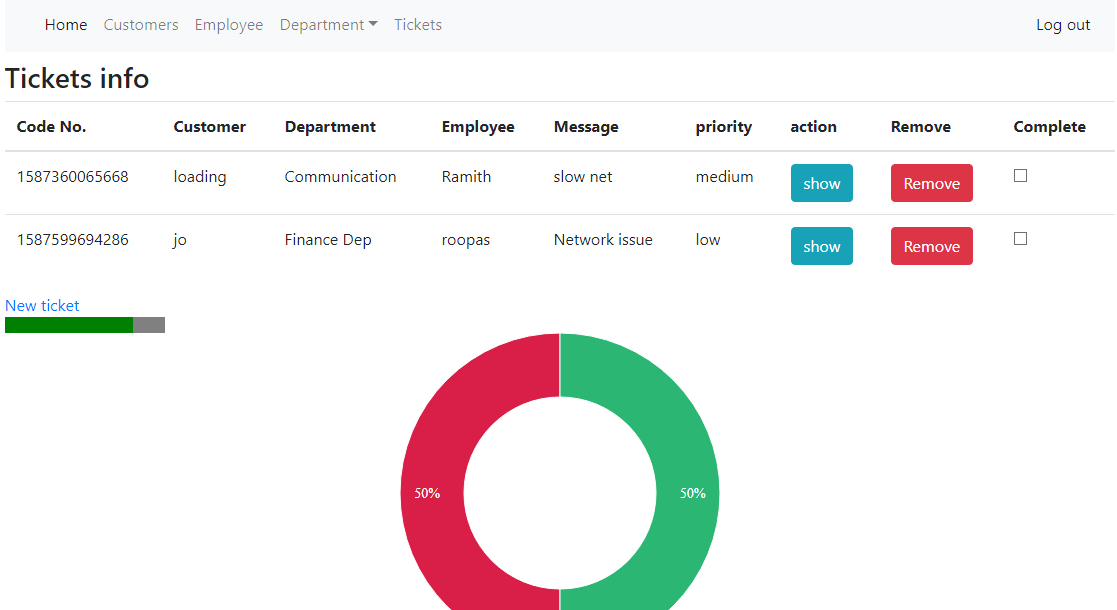 Home Customers Employee Department Tickets Log out
Tickets info
Code No. Customer Department Employee Message priority action Remove Complete
1587360065668 loading Communication Ramith slow net medium show Remove
1587599694286 jo Finance Dep roopas Network issue low show Remove
New ticket
50% 50%